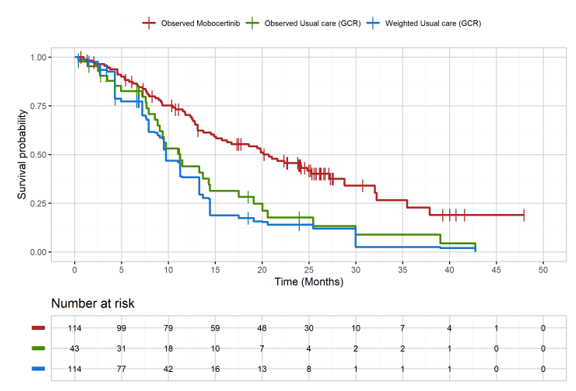 Observed Mobocertinib Observed Usual care (GCR) Weighted Usual care (GCR)
1.00
0.75
0.50
0.25
0.00
Survival probability
0 5 10 15 20 25 30 35 40 45 50
Time (Months)
Number at risk
114 99 79 59 48 30 10 7 4 1 0
43 31 18 10 7 4 2 2 1 0 0
114 77 42 16 13 8 1 1 1 0 0